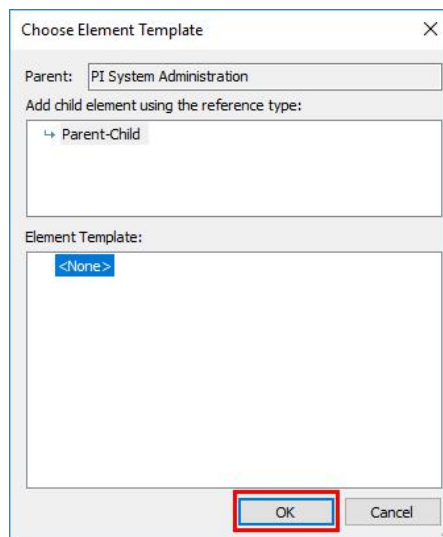 Choose Element Template
Parent: PI System Administration
Add child element using the reference type:
Parent-Child
Element Template:
<None>
OK Cancel